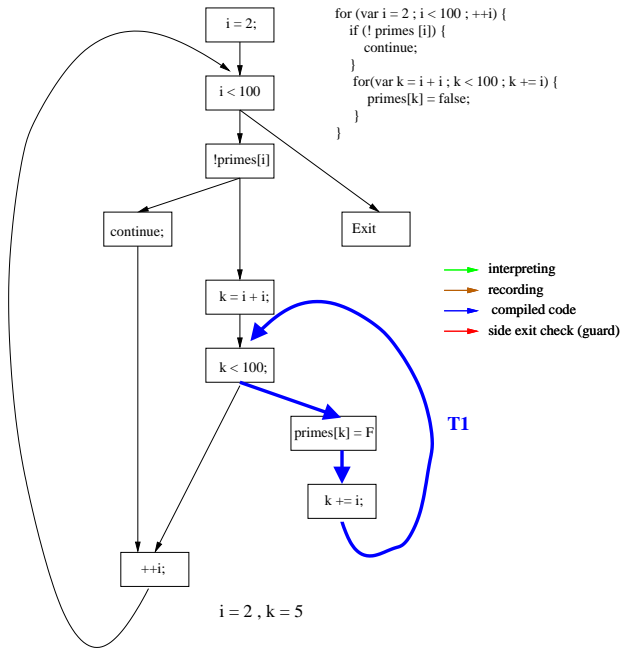 i = 2;
for (var i = 2 ; i < 100 ; ++i) {
if (! primes [i]) {
continue;
}
for(var k = i + i ; k < 100 ; k += i) {
primes[k] = false;
}
}
i < 100
!primes[i]
continue;
Exit
interpreting
recording
compiled code
side exit check (guard)
k = i + i;
k < 100;
primes[k] = F
T1
k += i;
++i;
i = 2 , k = 5